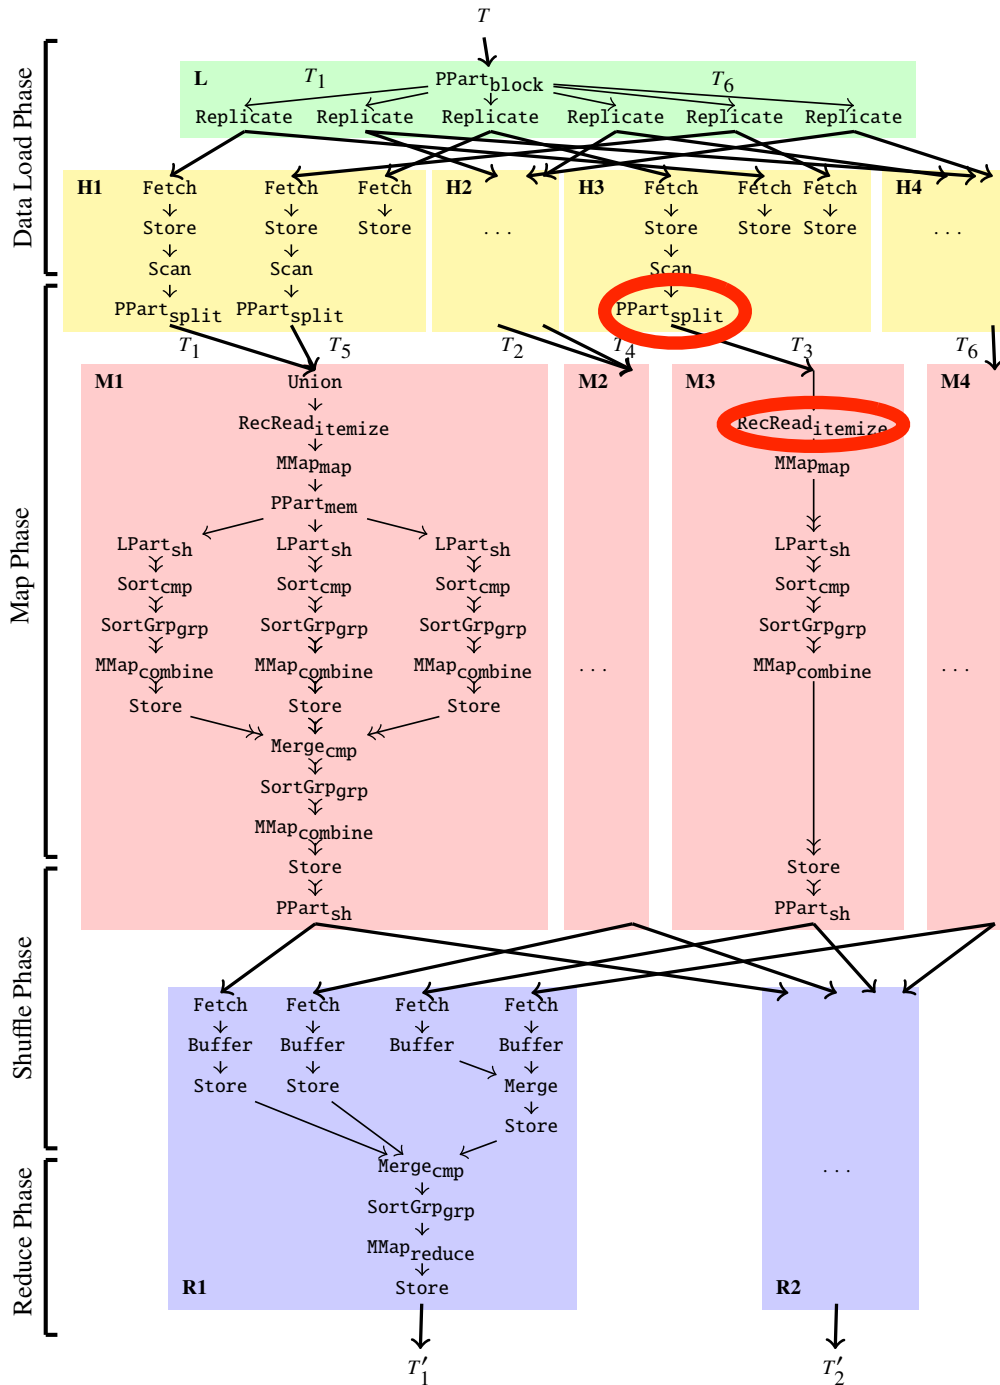 T
Data Load Phase
L
T1
PPartblock
T6
Replicate Replicate Replicate Replicate Replicate Replicate
H1 Fetch Fetch Fetch H2 H3 Fetch Fetch Fetch H4
Store Store Store ... Store Store Store ...
Scan Scan Scan
PPartsplit PPartsplit PPartsplit
Map Phase
T1 T5 T2 T4 T3 T6
M1 Union M2 M3 M4
RecReaditemize RecReaditemize
MMapmap MMapmap
PPartmem
LPartsh LPartsh LPartsh LPartsh
Sortcmp Sortcmp Sortcmp Sortcmp
SortGrpgrp SortGrpgrp SortGrpgrp SortGrpgrp
MMapcombine MMapcombine MMapcombine ... MMapcombine ...
Store Store Store
Mergecmp
SortGrpgrp
MMapcombine
Store Store
PPartsh PPartsh
Shuffle Phase
Fetch Fetch Fetch Fetch
Buffer Buffer Buffer Buffer
Store Store Merge
Store
Reduce Phase
Mergecmp ...
SortGrpgrp
MMapreduce
R1 Store R2
T′1 T′2